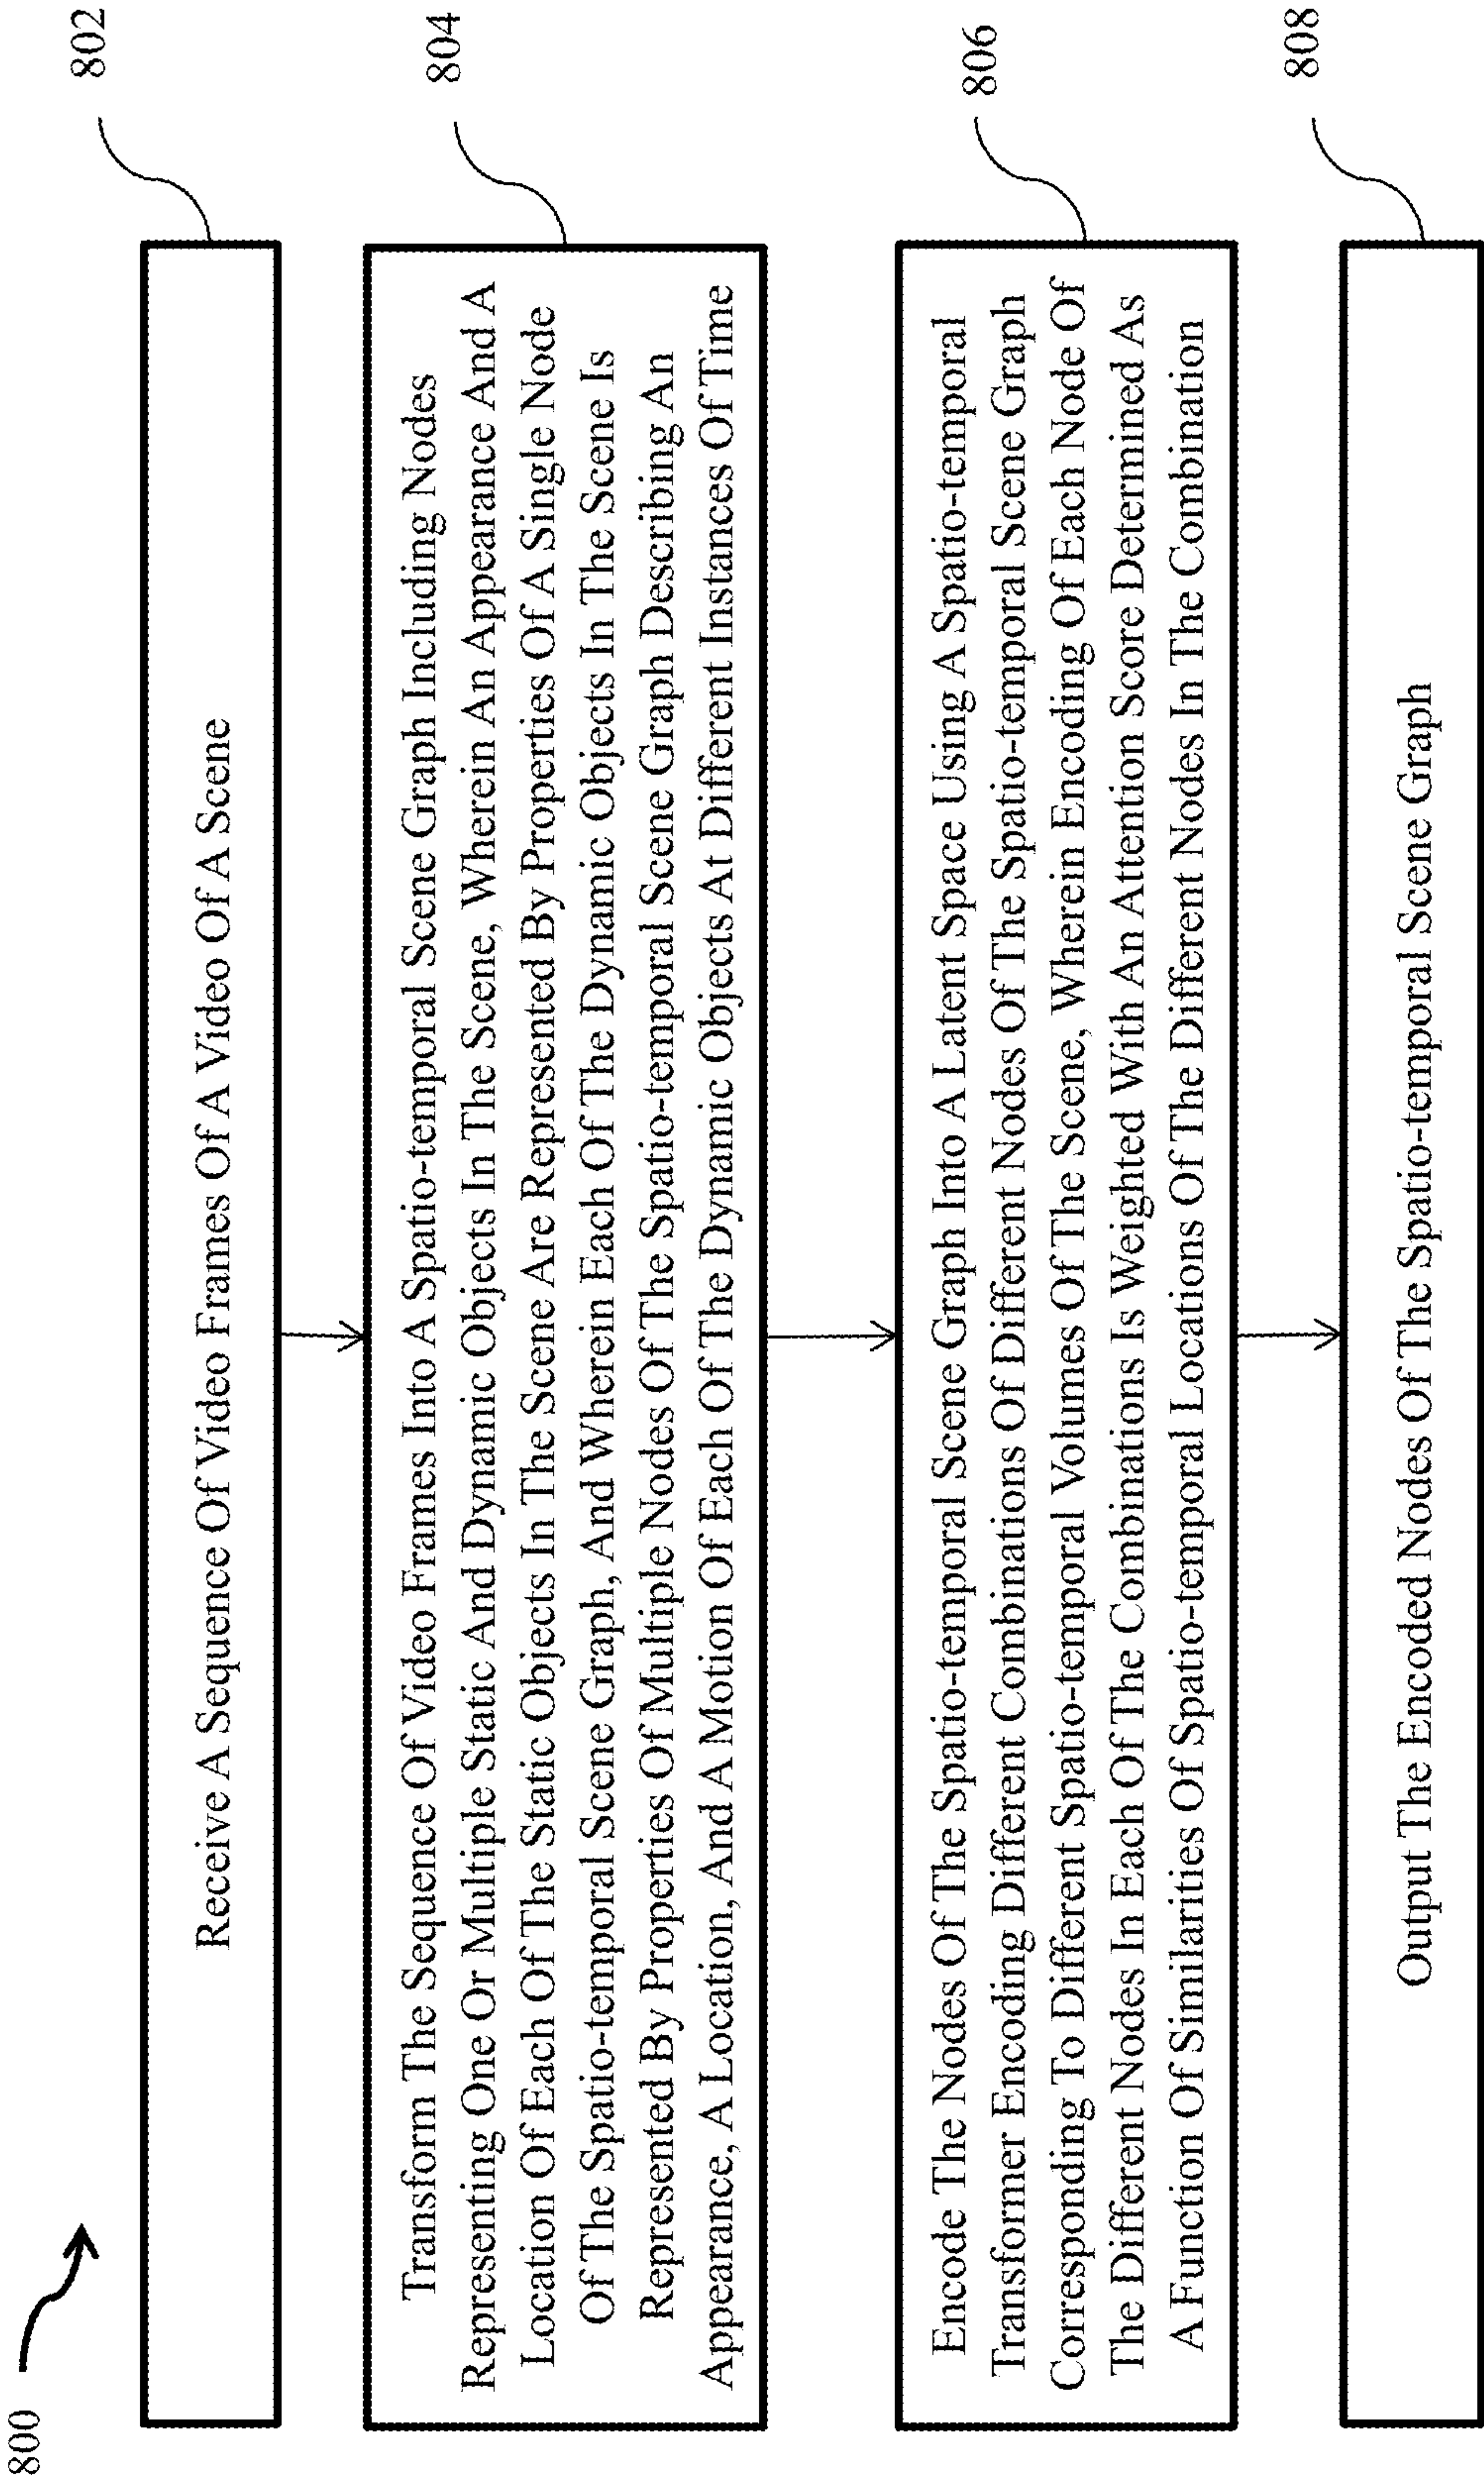 800
802
Receive A Sequence Of Video Frames Of A Video Of A Scene
804
Transform The Sequence Of Video Frames Into A Spatio-temporal Scene Graph Including Nodes
Representing One Or Multiple Static And Dynamic Objects In The Scene, Wherein An Appearance And A
Location Of Each Of The Static Objects In The Scene Are Represented By Properties Of A Single Node
Of The Spatio-temporal Scene Graph, And Wherein Each Of The Dynamic Objects In The Scene Is
Represented By Properties Of Multiple Nodes Of The Spatio-temporal Scene Graph Describing An
Appearance, A Location, And A Motion Of Each Of The Dynamic Objects At Different Instances Of Time
806
Encode The Nodes Of The Spatio-temporal Scene Graph Into A Latent Space Using A Spatio-temporal
Transformer Encoding Different Combinations Of Different Nodes Of The Spatio-temporal Scene Graph
Corresponding To Different Spatio-temporal Volumes Of The Scene, Wherein Encoding Of Each Node Of
The Different Nodes In Each Of The Combinations Is Weighted With An Attention Score Determined As
A Function Of Similarities Of Spatio-temporal Locations Of The Different Nodes In The Combination
808
Output The Encoded Nodes Of The Spatio-temporal Scene Graph